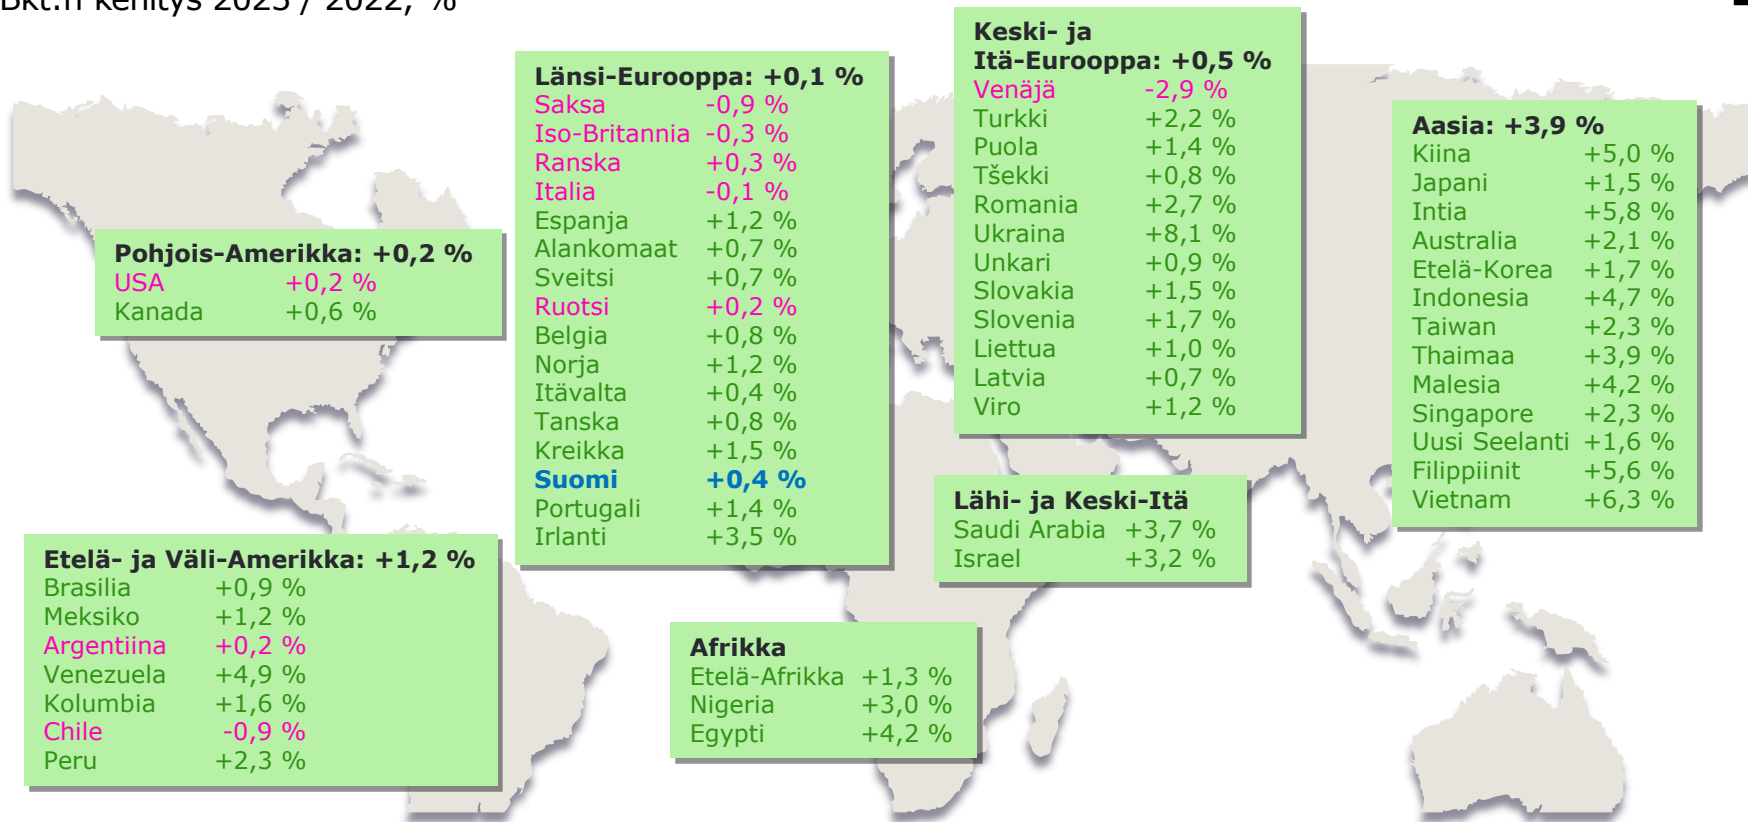 Bkt:n kehitys 2023 / 2022, %
Pohjois-Amerikka: +0,2 %
USA +0,2 %
Kanada +0,6 %
Etelä- ja Väli-Amerikka: +1,2 %
Brasilia +0,9 %
Meksiko +1,2 %
Argentiina +0,2 %
Venezuela +4,9 %
Kolumbia +1,6 %
Chile -0,9 %
Peru +2,3 %
Länsi-Eurooppa: +0,1 %
Saksa -0,9 %
Iso-Britannia -0,3 %
Ranska +0,3 %
Italia -0,1 %
Espanja +1,2 %
Alankomaat +0,7 %
Sveitsi +0,7 %
Ruotsi +0,2 %
Belgia +0,8 %
Norja +1,2 %
Itävalta +0,4 %
Tanska +0,8 %
Kreikka +1,5 %
Suomi +0,4 %
Portugali +1,4 %
Irlanti +3,5 %
Afrikka
Etelä-Afrikka +1,3 %
Nigeria +3,0 %
Egypti +4,2 %
Keski- ja
Itä-Eurooppa: +0,5 %
Venäjä -2,9 %
Turkki +2,2 %
Puola +1,4 %
Tšekki +0,8 %
Romania +2,7 %
Ukraina +8,1 %
Unkari +0,9 %
Slovakia +1,5 %
Slovenia +1,7 %
Liettua +1,0 %
Latvia +0,7 %
Viro +1,2 %
Lähi- ja Keski-Itä
Saudi Arabia +3,7 %
Israel +3,2 %
Aasia: +3,9 %
Kiina +5,0 %
Japani +1,5 %
Intia +5,8 %
Australia +2,1 %
Etelä-Korea +1,7 %
Indonesia +4,7 %
Taiwan +2,3 %
Thaimaa +3,9 %
Malesia +4,2 %
Singapore +2,3 %
Uusi Seelanti +1,6 %
Filippiinit +5,6 %
Vietnam +6,3 %